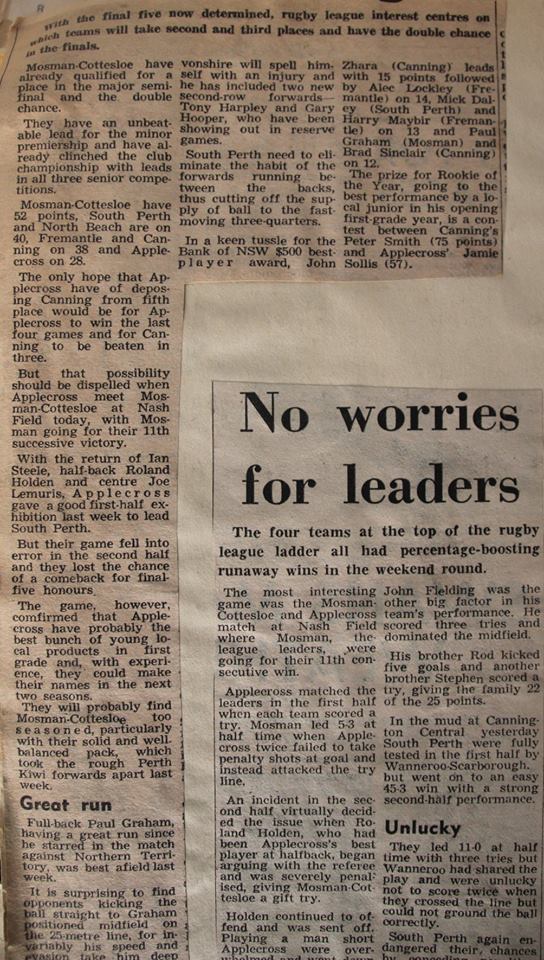 With the final five now determined, rugby league interest centres on
which teams will take second and third places and have the double chance
in the finals.
Mosman-Cottesloe have
already qualified for a
place in the major semi-
final and the double
chance.
They have an unbeat-
able lead for the minor
premiership and have al-
ready clinched the club
championship with leads
in all three senior compe-
titions.
Mosman-Cottesloe have
52 points, South Perth
and North Beach are on
40, Fremantle and Can-
ning on 38 and Apple-
cross on 28.
The only hope that Ap-
plecross have of depos-
ing Canning from fifth
place would be for Ap-
plecross to win the last
four games and for Can-
ning to be beaten in
three.
But that possibility
should be dispelled when
Applecross meet Mos-
man-Cottesloe at Nash
Field today, with Mos-
man going for their 11th
successive victory.
With the return of Ian
Steele, half-back Roland
Holden and centre Joe
Lemuris, Applecross
gave a good first-half ex-
hibition last week to lead
South Perth.
But their game fell into
error in the second half
and they lost the chance
of a comeback for final-
five honours.
The game, however,
comfirmed that Apple-
cross have probably the
best bunch of young lo-
cal products in first
grade and, with experi-
ence, they could make
their names in the next
two seasons.
They will probably find
Mosman-Cottesloe too
seasoned, particularly
with their solid and well.
balanced pack, which
took the rough Perth
Kiwi forwards apart last
week.
Great run
Full-back Paul Graham,
having a great run since
he starred in the match
against Northern Terri-
tory, was best afield last
week.
It is surprising to find
opponents kicking the
ball straight to Graham
positioned midfield on
the 25-metre line, for in-
variably his speed and
evasion take him deep
vonshire will spell him-
self with an injury and
he has included two new
second-row forwards—
Tony Harpley and Gary
Hooper, who have been
showing out in reserve
games.
South Perth need to eli-
minate the habit of the
forwards running be-
tween the backs,
thus cutting off the sup-
ply of ball to the fast-
moving three-quarters.
In a keen tussle for the
Bank of NSW $500 best-
player award, John
Zhara (Canning) leads
with 15 points followed
by Alec Lockley (Fre-
mantle) on 14, Mick Dal-
ey (South Perth) and
Harry Maybir (Freman-
tle) on 13 and Paul
Graham (Mosman) and
Brad Sinclair (Canning)
on 12.
The prize for Rookie of
the Year, going to the
best performance by a lo-
cal junior in his opening
first-grade year, is a con-
test between Canning's
Peter Smith (75 points)
and Applecross' Jamie
Sollis (57).
No worries
for leaders
The four teams at the top of the rugby
league ladder all had percentage-boosting
runaway wins in the weekend round.
The most interesting
game was the Mosman-
Cottesloe and Applecross
match at Nash Field
where Mosman, the
league leaders, were
going for their 11th con-
secutive win.
Applecross matched the
leaders in the first half
when each team scored a
try. Mosman led 5-3 at
half time when Apple-
cross twice failed to take
penalty shots at goal and
instead attacked the try
line.
An incident in the sec-
ond half virtually decid-
ed the issue when Ro-
land Holden, who had
been Applecross's best
player at halfback, began
arguing with the referee
and was severely penal-
ised, giving Mosman-Cot-
tesloe a gift try.
Holden continued to of-
fend and was sent off.
Playing a man short
Applecross were over-
whelmed and went down
John Fielding was the
other big factor in his
team's performance. He
scored three tries and
dominated the midfield.
His brother Rod kicked
five goals and another
brother Stephen scored a
try, giving the family 22
of the 25 points.
In the mud at Canning-
ton Central yesterday
South Perth were fully
tested in the first half by
Wanneroo-Scarborough.
but went on to an easy
45-3 win with a strong
second-half performance.
Unlucky
They led 11-0 at half
time with three tries but
Wanneroo had shared the
play and were unlucky
not to score twice when
they crossed the line but
could not ground the ball
correctly.
South Perth again en-
dangered their, chances